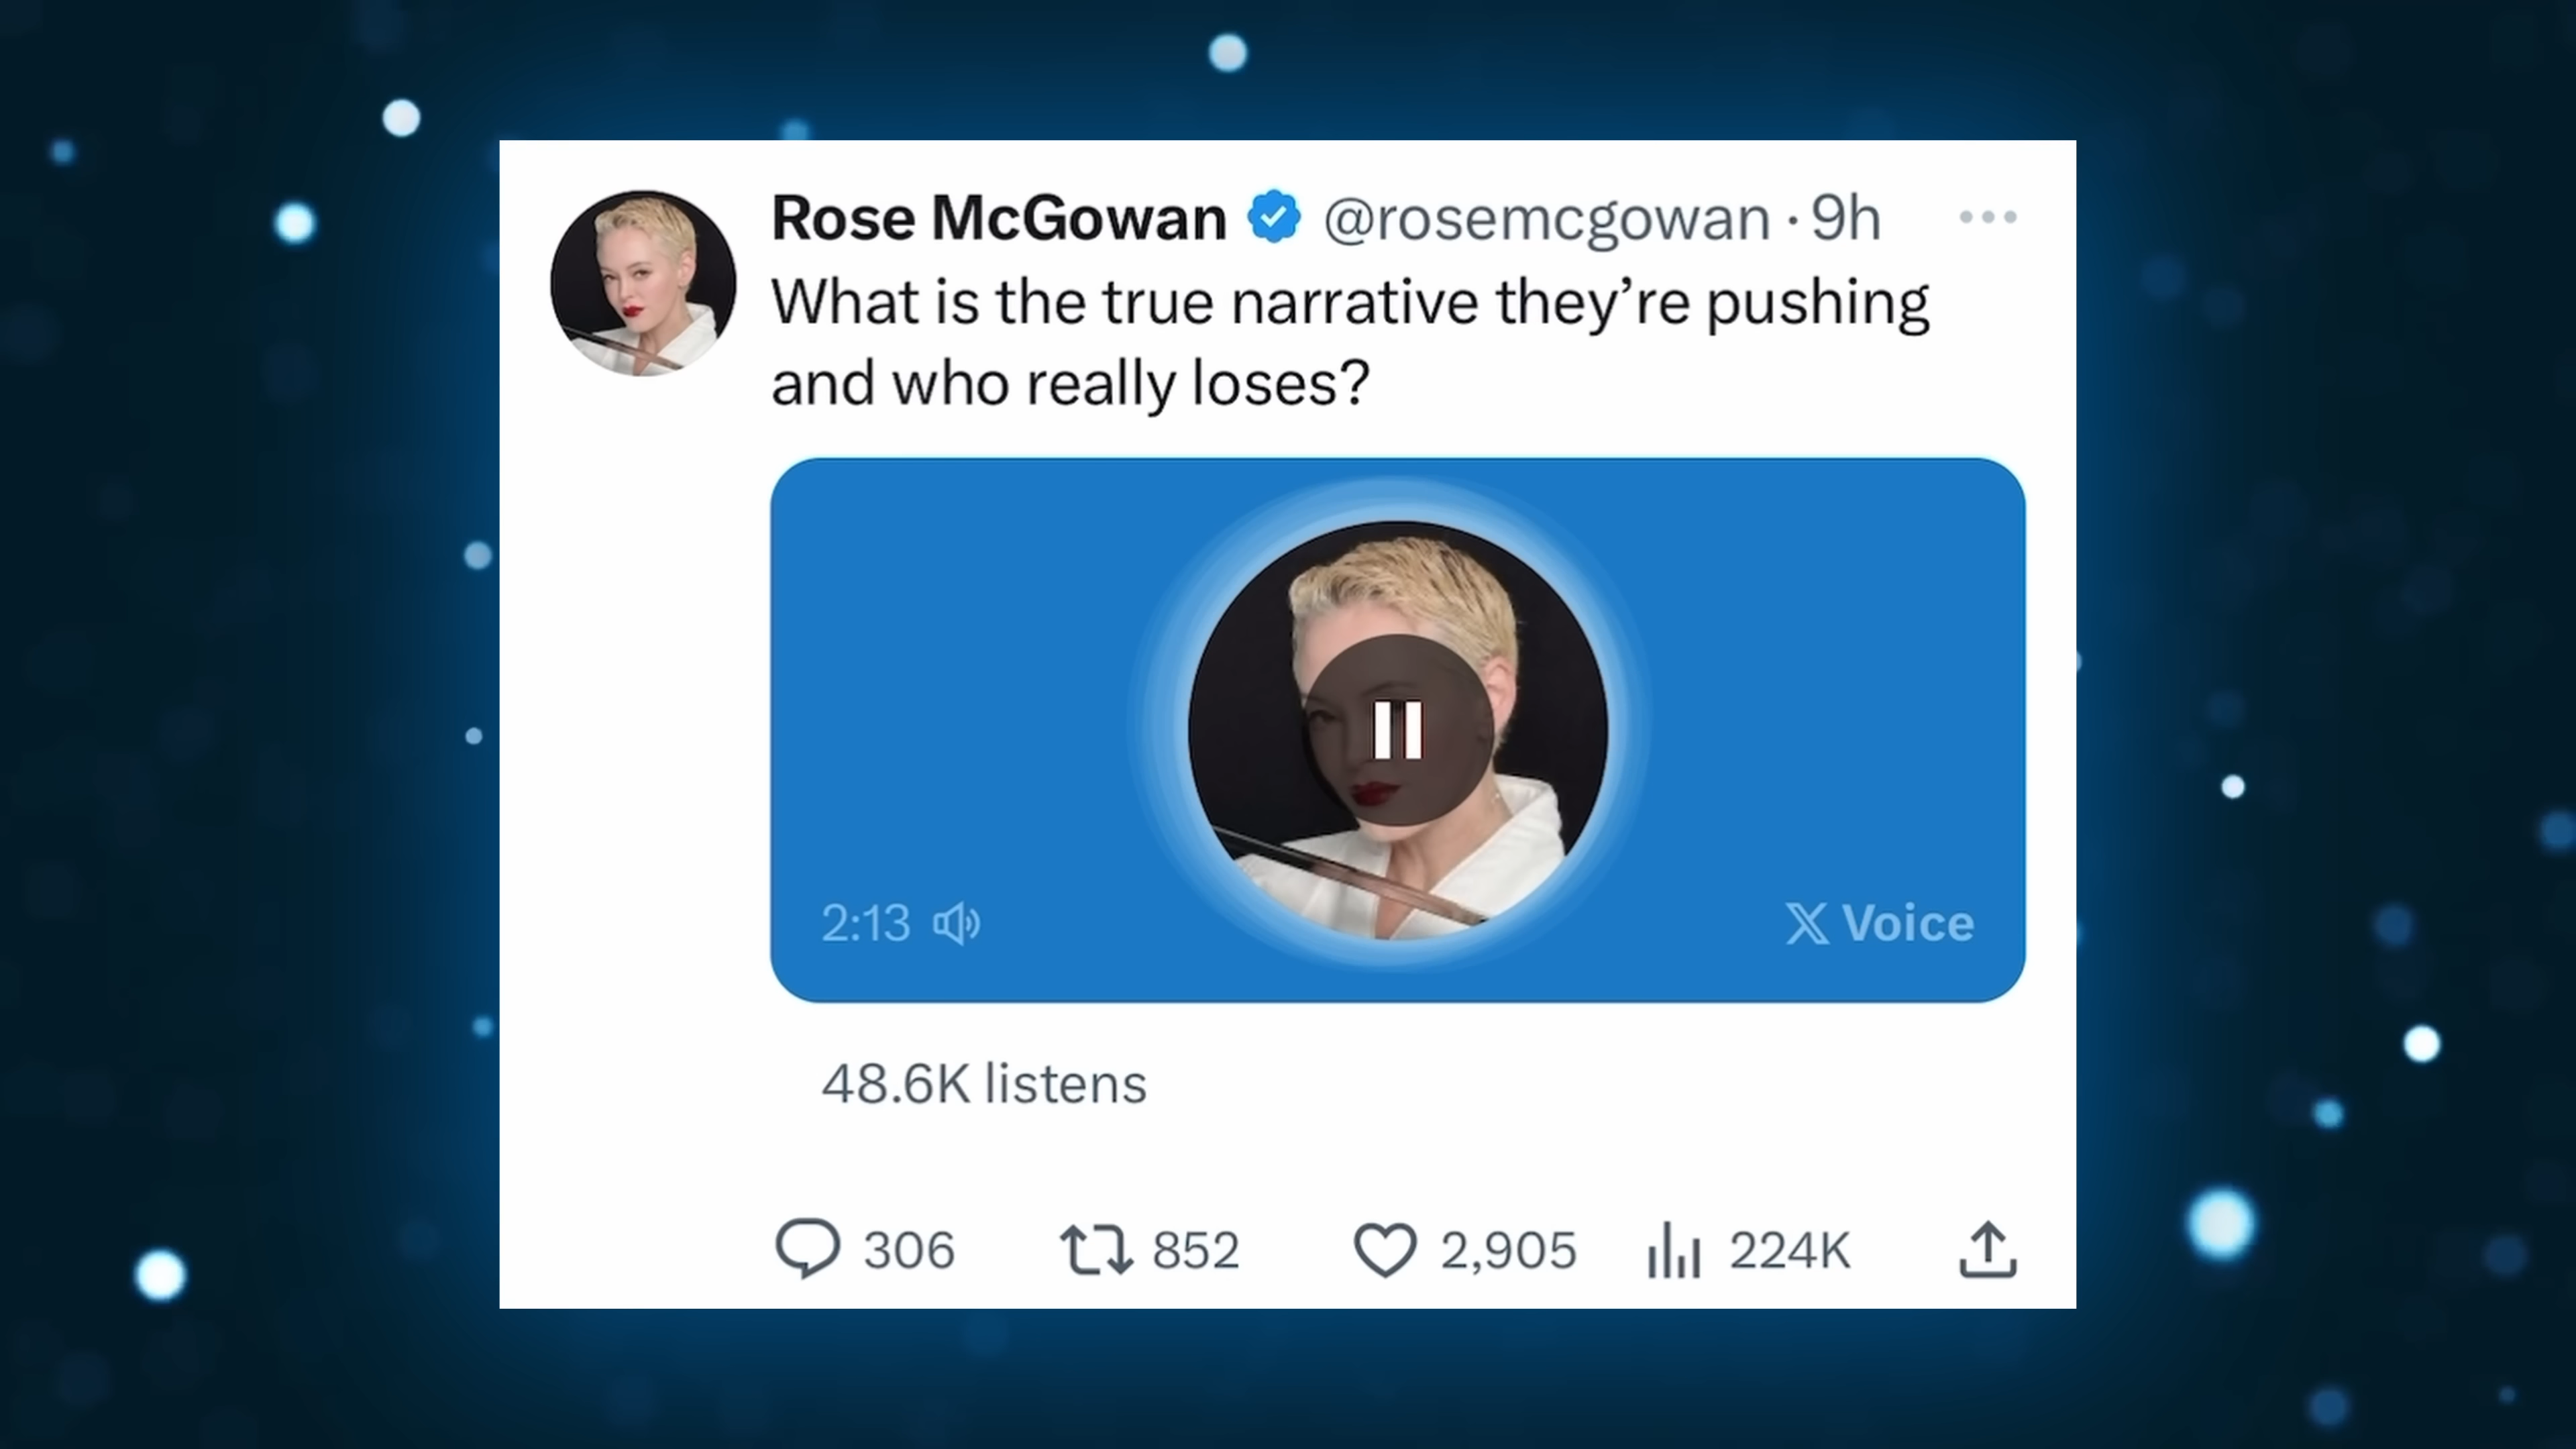 Rose McGowan @rosemcgowan · 9h
What is the true narrative they’re pushing
and who really loses?
2:13
X Voice
48.6K listens
306 852 2,905 224K